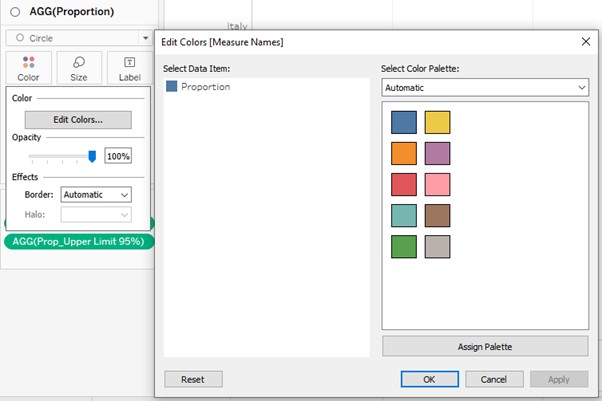 AGG(Proportion)
Circle
Color
Size
Label
Color
Edit Colors...
Opacity
100%
Effects
Border:
Automatic
Halo:
AGG(Prop_Upper Limit 95%)
Italy
Edit Colors [Measure Names]
Select Data Item:
Proportion
Select Color Palette:
Automatic
Assign Palette
Reset
OK
Cancel
Apply